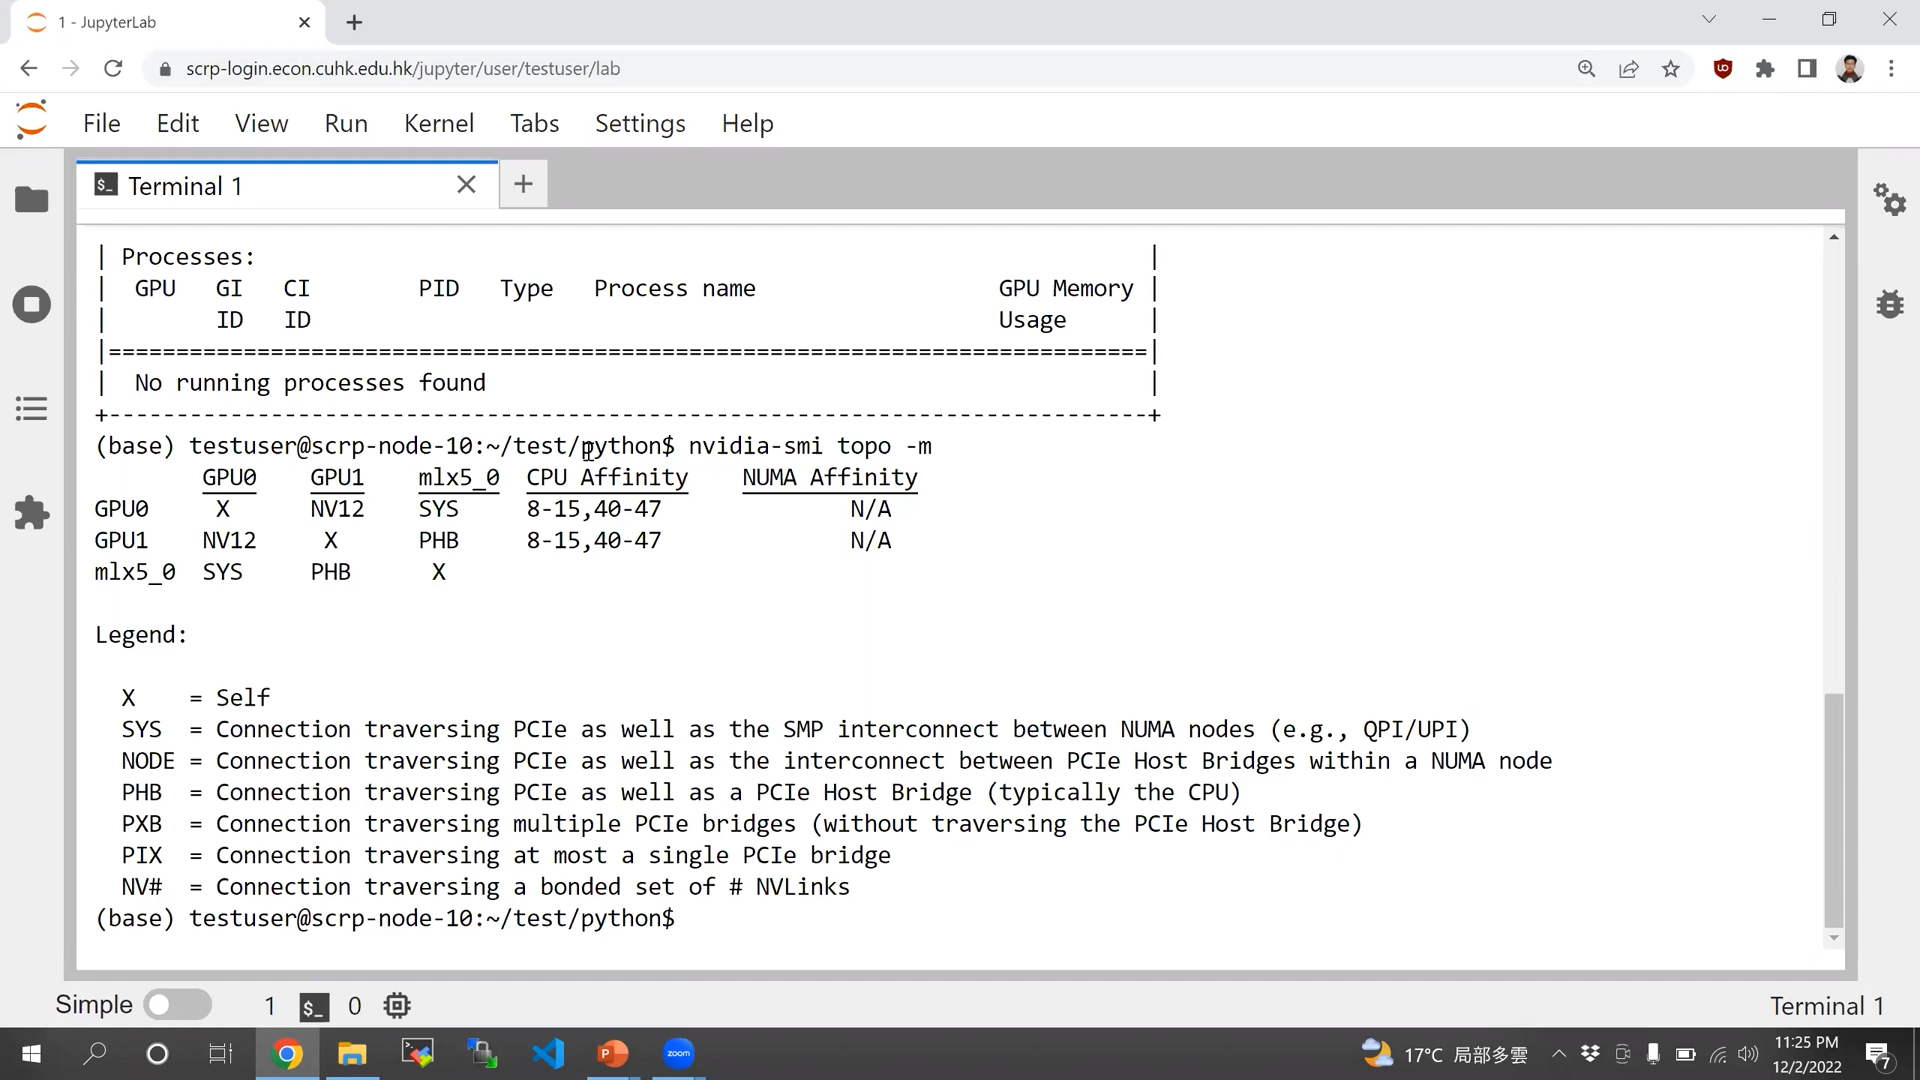 1 - JupyterLab
scrp-login.econ.cuhk.edu.hk/jupyter/user/testuser/lab
File Edit View Run Kernel Tabs Settings Help
$_ Terminal 1
| Processes: |
| GPU GI CI PID Type Process name GPU Memory |
| ID ID Usage |
|=============================================================================|
| No running processes found |
+-----------------------------------------------------------------------------+
(base) testuser@scrp-node-10:~/test/python$ nvidia-smi topo -m
GPU0 GPU1 mlx5_0 CPU Affinity NUMA Affinity
GPU0 X NV12 SYS 8-15,40-47 N/A
GPU1 NV12 X PHB 8-15,40-47 N/A
mlx5_0 SYS PHB X
Legend:
X = Self
SYS = Connection traversing PCIe as well as the SMP interconnect between NUMA nodes (e.g., QPI/UPI)
NODE = Connection traversing PCIe as well as the interconnect between PCIe Host Bridges within a NUMA node
PHB = Connection traversing PCIe as well as a PCIe Host Bridge (typically the CPU)
PXB = Connection traversing multiple PCIe bridges (without traversing the PCIe Host Bridge)
PIX = Connection traversing at most a single PCIe bridge
NV# = Connection traversing a bonded set of # NVLinks
(base) testuser@scrp-node-10:~/test/python$
Simple 1 $_ 0 Terminal 1
zoom
17°C 局部多雲
11:25 PM
12/2/2022
7